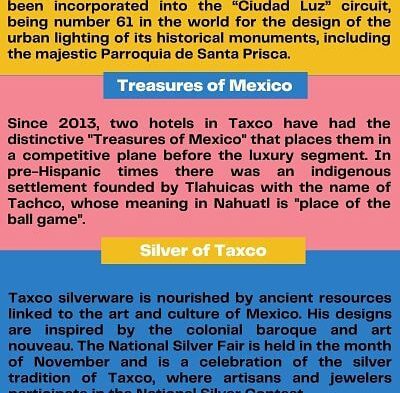 been incorporated into the “Ciudad Luz” circuit,
being number 61 in the world for the design of the
urban lighting of its historical monuments, including
the majestic Parroquia de Santa Prisca.
Treasures of Mexico
Since 2013, two hotels in Taxco have had the
distinctive "Treasures of Mexico" that places them in
a competitive plane before the luxury segment. In
pre-Hispanic times there was an indigenous
settlement founded by Tlahuicas with the name of
Tachco, whose meaning in Nahuatl is "place of the
ball game".
Silver of Taxco
Taxco silverware is nourished by ancient resources
linked to the art and culture of Mexico. His designs
are inspired by the colonial baroque and art
nouveau. The National Silver Fair is held in the month
of November and is a celebration of the silver
tradition of Taxco, where artisans and jewelers
participate in the National Silver Contest.